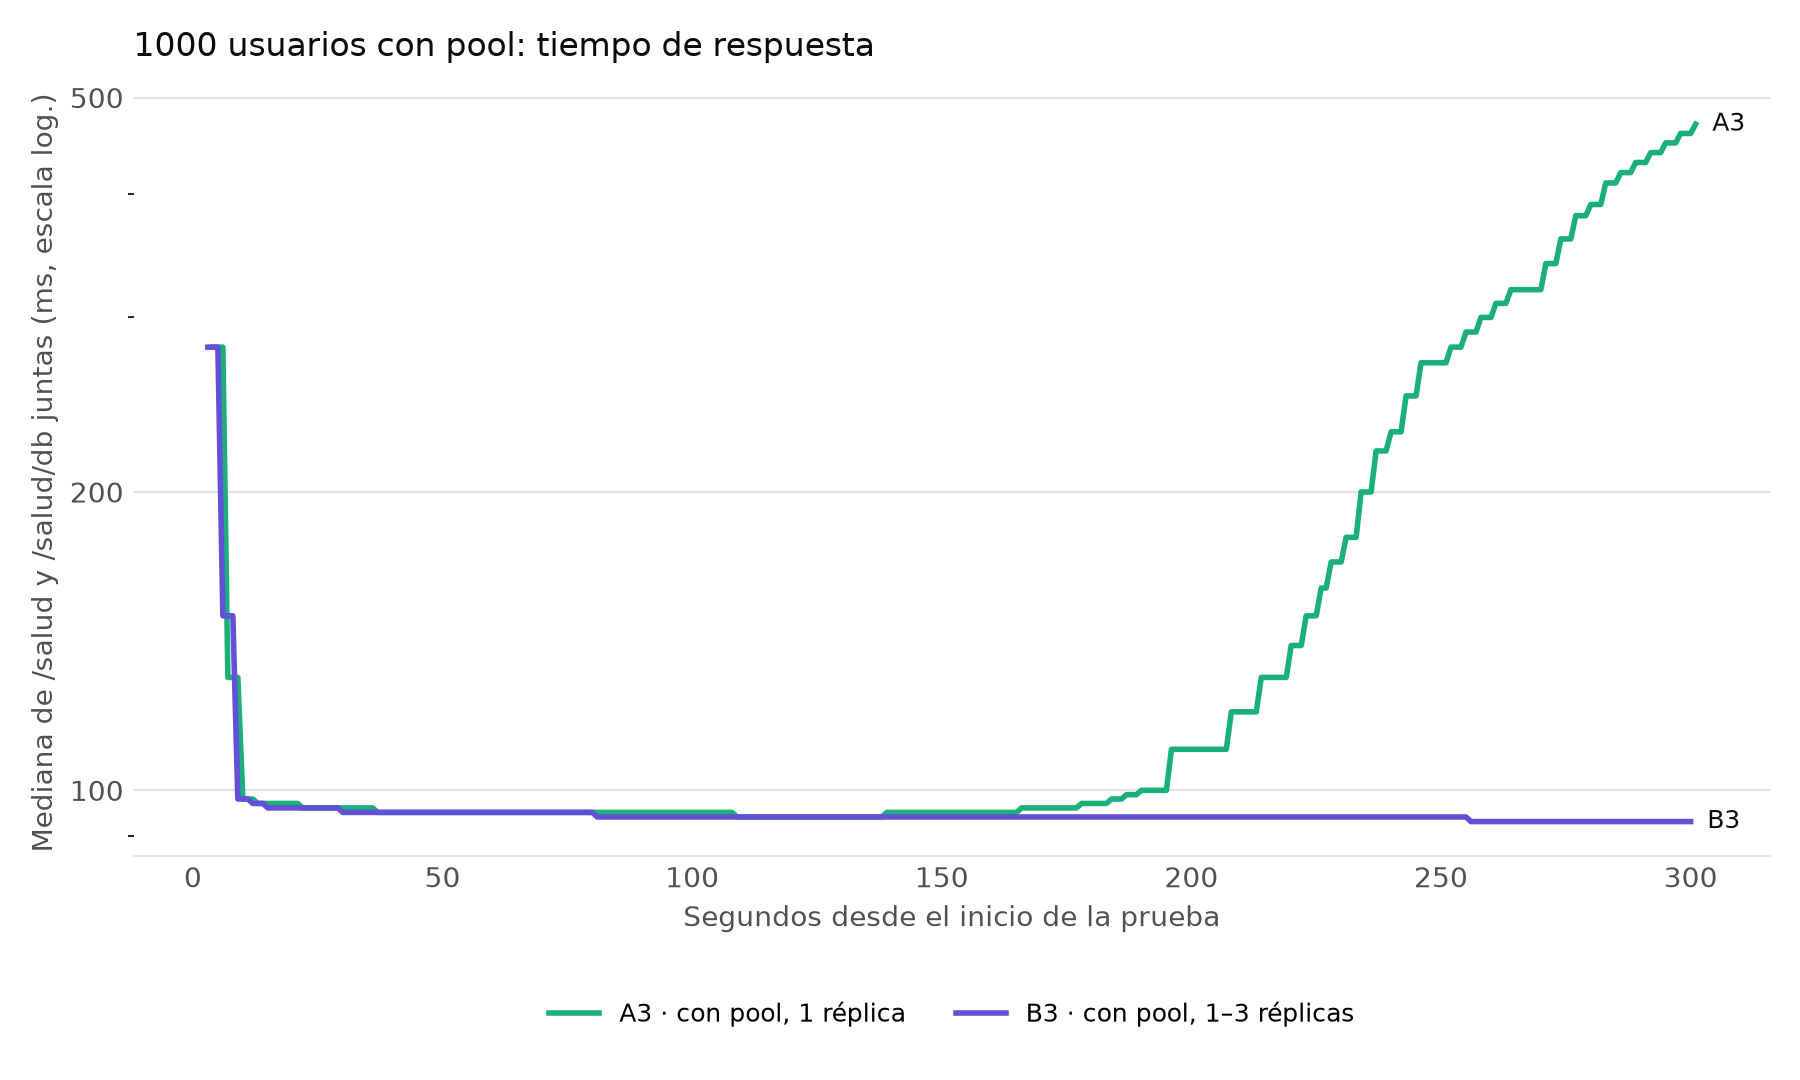 1000 usuarios con pool: tiempo de respuesta
Mediana de /salud y /salud/db juntas (ms, escala log.)
500
200
100
A3
B3
0 50 100 150 200 250 300
Segundos desde el inicio de la prueba
A3 · con pool, 1 réplica B3 · con pool, 1–3 réplicas